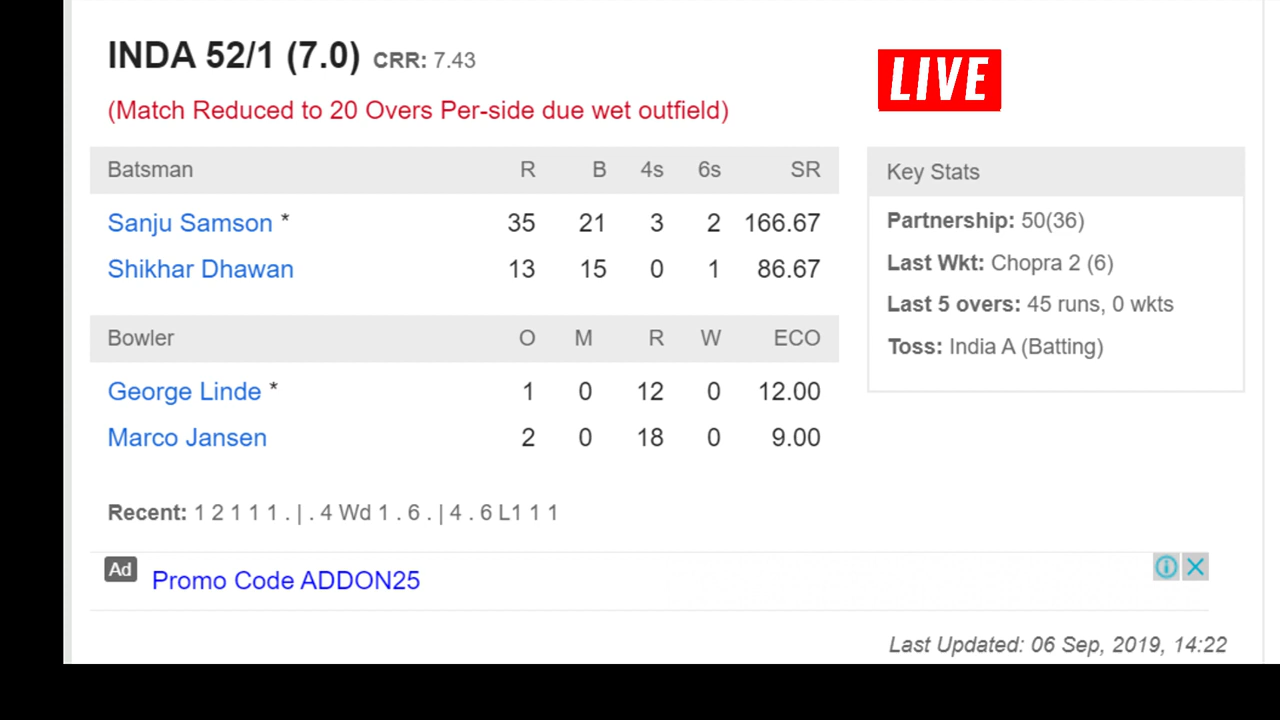 INDA 52/1 (7.0) CRR: 7.43
LIVE
(Match Reduced to 20 Overs Per-side due wet outfield)
Batsman R B 4s 6s SR
Sanju Samson * 35 21 3 2 166.67
Shikhar Dhawan 13 15 0 1 86.67
Bowler O M R W ECO
George Linde * 1 0 12 0 12.00
Marco Jansen 2 0 18 0 9.00
Key Stats
Partnership: 50(36)
Last Wkt: Chopra 2 (6)
Last 5 overs: 45 runs, 0 wkts
Toss: India A (Batting)
Recent: 1 2 1 1 1 . | . 4 Wd 1 . 6 . | 4 . 6 L1 1 1
Ad
Promo Code ADDON25
Last Updated: 06 Sep, 2019, 14:22